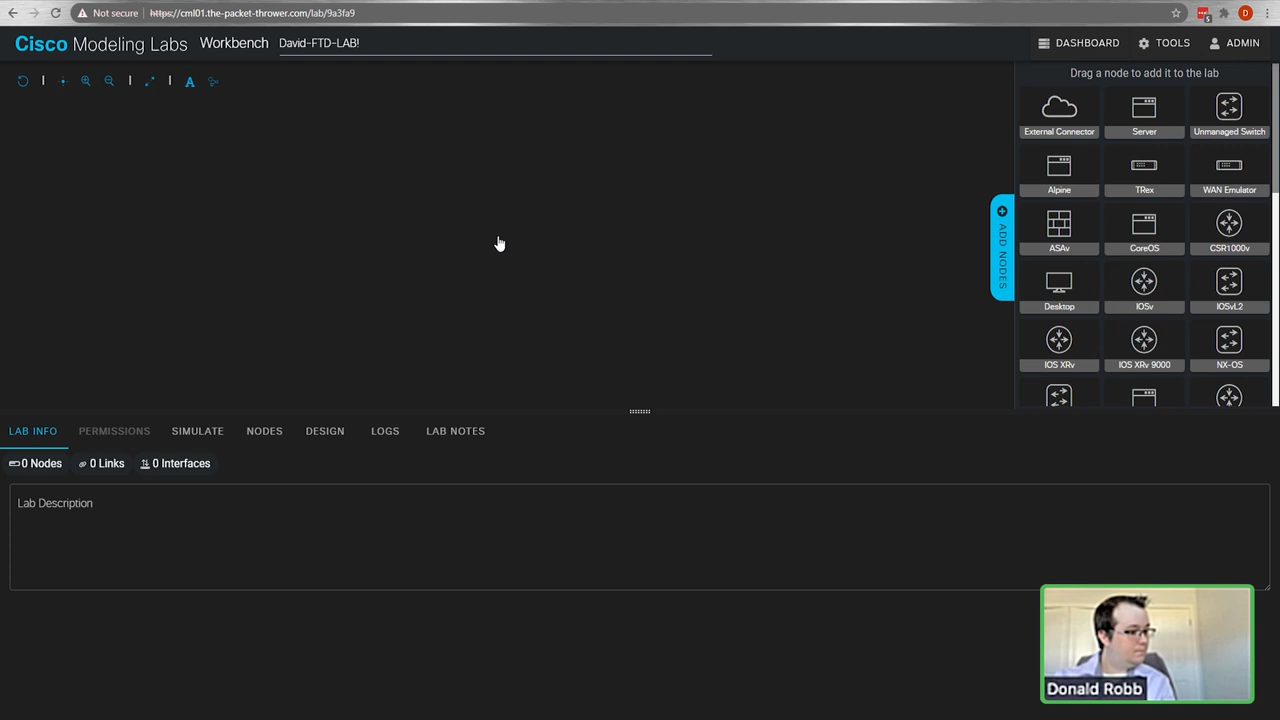 Not secure
https://cml01.the-packet-thrower.com/lab/9a3fa9
5
D
Cisco Modeling Labs
Workbench
David-FTD-LAB!
DASHBOARD
TOOLS
ADMIN
A
Drag a node to add it to the lab
External Connector
Server
Unmanaged Switch
Alpine
TRex
WAN Emulator
ASAv
CoreOS
CSR1000v
Desktop
IOSv
IOSvL2
IOS XRv
IOS XRv 9000
NX-OS
ADD NODES
LAB INFO
PERMISSIONS
SIMULATE
NODES
DESIGN
LOGS
LAB NOTES
0 Nodes
0 Links
0 Interfaces
Lab Description
Donald Robb